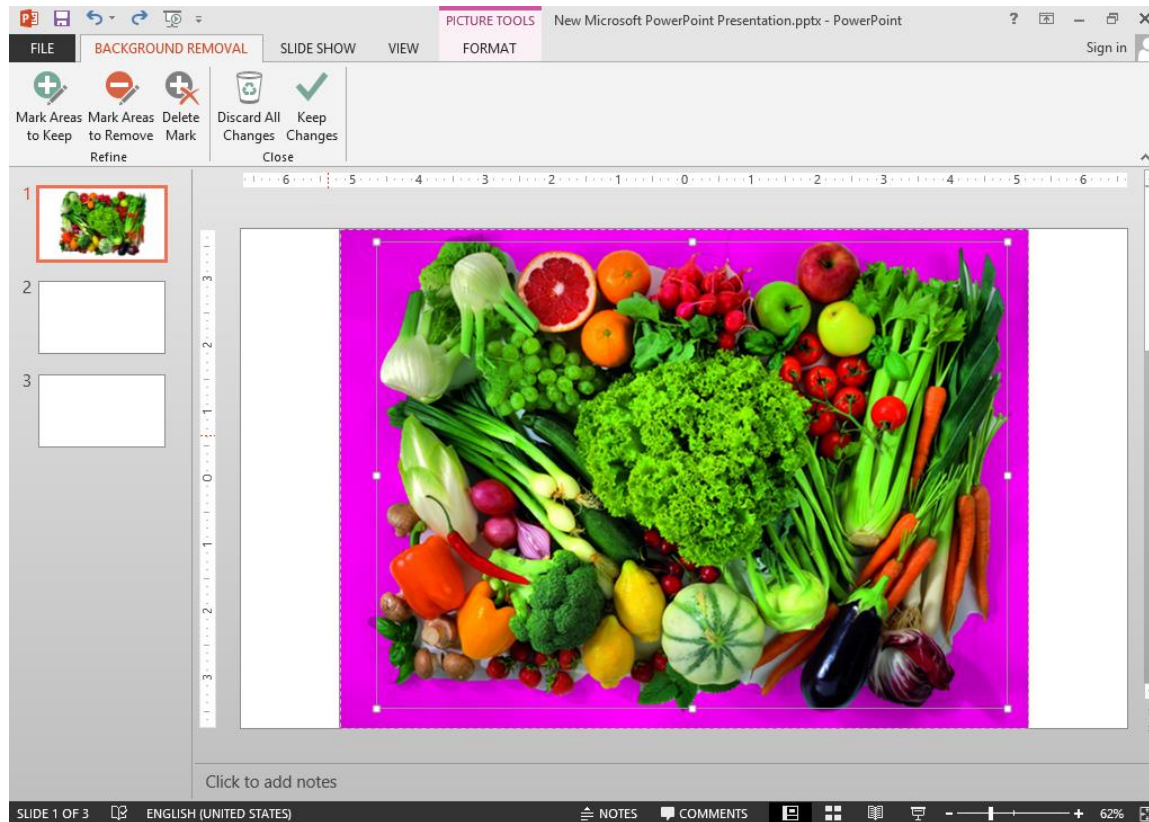 PICTURE TOOLS New Microsoft PowerPoint Presentation.pptx - PowerPoint ?
FILE BACKGROUND REMOVAL SLIDE SHOW VIEW FORMAT Sign in
Mark Areas Mark Areas Delete Discard All Keep
to Keep to Remove Mark Changes Changes
Refine Close
6 5 4 3 2 1 0 1 2 3 4 5 6
1
2
3
3
2
1
0
1
2
3
Click to add notes
SLIDE 1 OF 3 ENGLISH (UNITED STATES) NOTES COMMENTS 62%